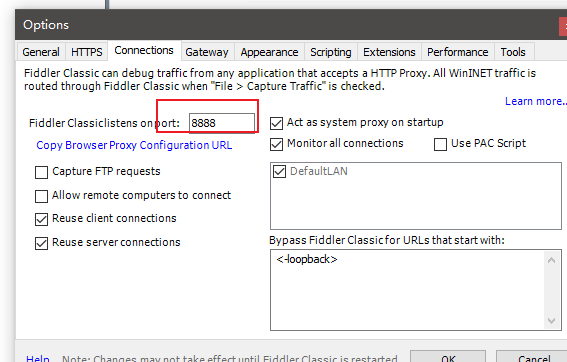 Options
General HTTPS Connections Gateway Appearance Scripting Extensions Performance Tools
Fiddler Classic can debug traffic from any application that accepts a HTTP Proxy. All WinINET traffic is
routed through Fiddler Classic when "File > Capture Traffic" is checked.
Learn more...
Fiddler Classic listens on port: 8888
Act as system proxy on startup
Copy Browser Proxy Configuration URL
Monitor all connections
Use PAC Script
Capture FTP requests
DefaultLAN
Allow remote computers to connect
Reuse client connections
Reuse server connections
Bypass Fiddler Classic for URLs that start with:
<-loopback>
Help Note: Changes may not take effect until Fiddler Classic is restarted.
OK Cancel